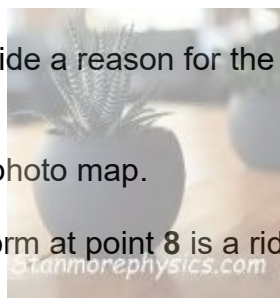 ide a reason for the
photo map.
orm at point 8 is a rid
Stanmorephysics.com